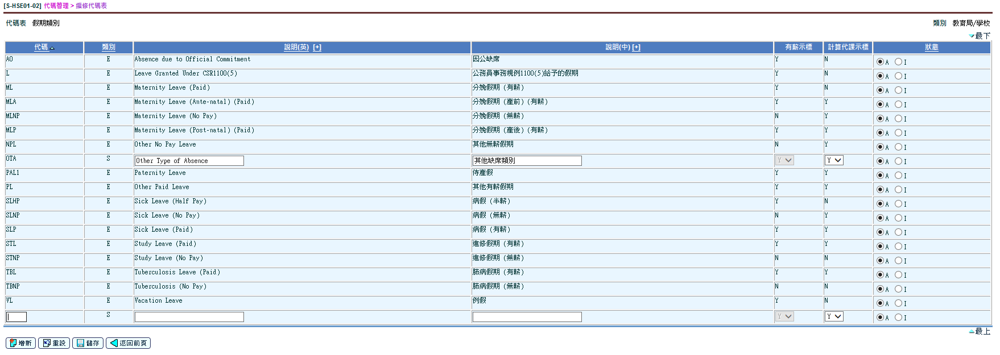 [S-HSE01-02] 代碼管理 > 編修代碼表
代碼表 假期類別 類別 教育局/學校
最下
代碼 類別 說明(英) [+] 說明(中) [+] 有薪示標 計算代課示標 狀態
AO E Absence due to Official Commitment 因公缺席 Y N A I
L E Leave Granted Under CSR1100(5) 公務員事務規例1100(5)給予的假期 Y N A I
ML E Maternity Leave (Paid) 分娩假期 (有薪) Y N A I
MLA E Maternity Leave (Ante-natal) (Paid) 分娩假期 (產前) (有薪) Y Y A I
MLNP E Maternity Leave (No Pay) 分娩假期 (無薪) N Y A I
MLP E Maternity Leave (Post-natal) (Paid) 分娩假期 (產後) (有薪) Y Y A I
NPL E Other No Pay Leave 其他無薪假期 N Y A I
OTA S Other Type of Absence 其他缺席類別 Y Y A I
PAL1 E Paternity Leave 侍產假 Y Y A I
PL E Other Paid Leave 其他有薪假期 Y Y A I
SLHP E Sick Leave (Half Pay) 病假 (半薪) Y N A I
SLNP E Sick Leave (No Pay) 病假 (無薪) N Y A I
SLP E Sick Leave (Paid) 病假 (有薪) Y Y A I
STL E Study Leave (Paid) 進修假期 (有薪) Y Y A I
STNP E Study Leave (No Pay) 進修假期 (無薪) N N A I
TBL E Tuberculosis Leave (Paid) 肺病假期 (有薪) Y Y A I
TBNP E Tuberculosis (No Pay) 肺病假期 (無薪) N N A I
VL E Vacation Leave 例假 Y N A I
S Y Y A I
最上
增新 重設 儲存 返回前頁